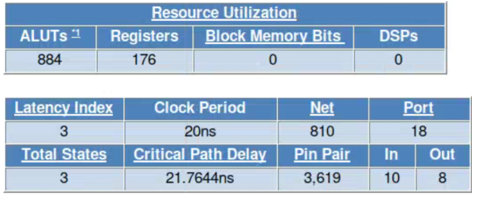 Resource Utilization
ALUTs *1 Registers Block Memory Bits DSPs
884 176 0 0
Latency Index Clock Period Net Port
3 20ns 810 18
Total States Critical Path Delay Pin Pair In Out
3 21.7644ns 3,619 10 8